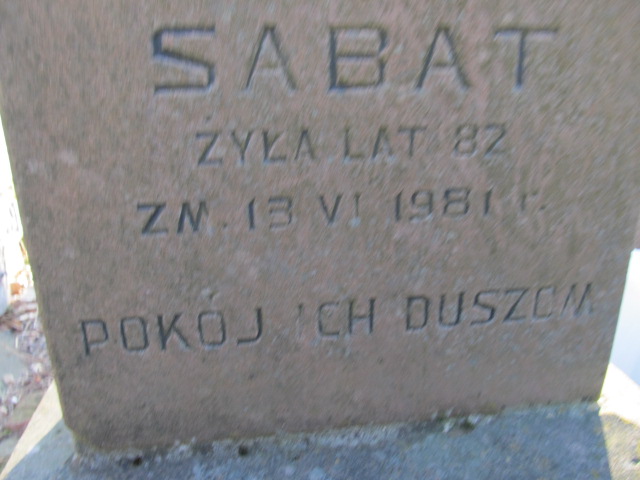 SABAT
ŻYŁA LAT 82
ZM. 13 VI 1981 r.
POKÓJ ICH DUSZOM